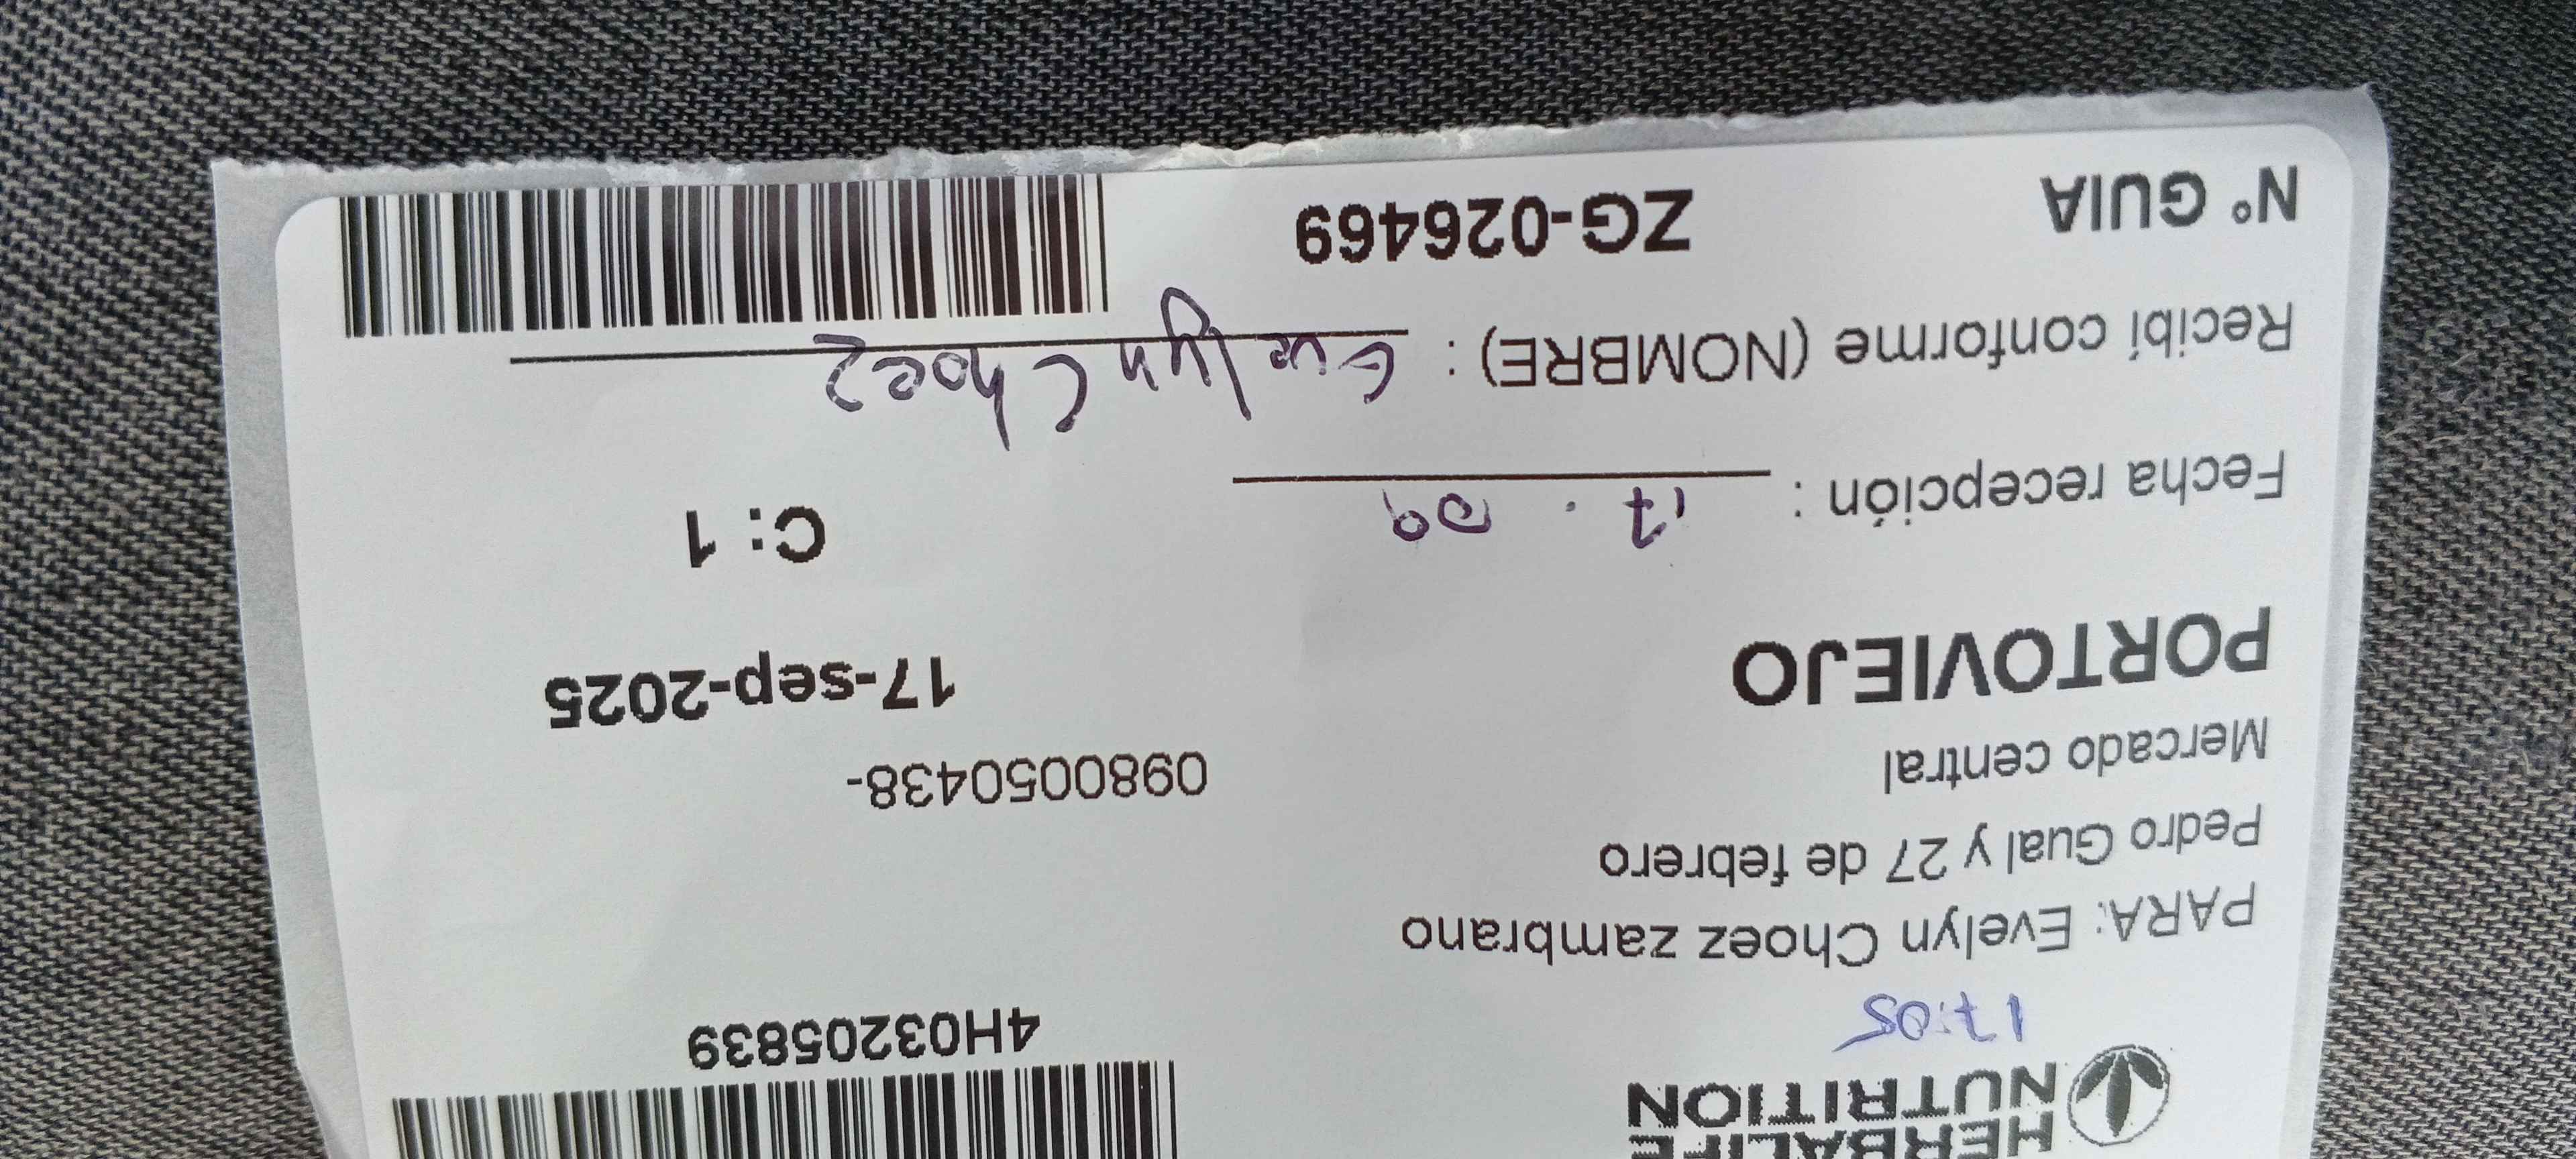 HERBALIFE
NUTRITION
17:05
4H03205839
PARA: Evelyn Choez zambrano
Pedro Gual y 27 de febrero
Mercado central
0980050438-
PORTOVIEJO
17-sep-2025
Fecha recepción : 17 . 09
C: 1
Recibí conforme (NOMBRE) : Evelyn Choez
N° GUIA
ZG-026469